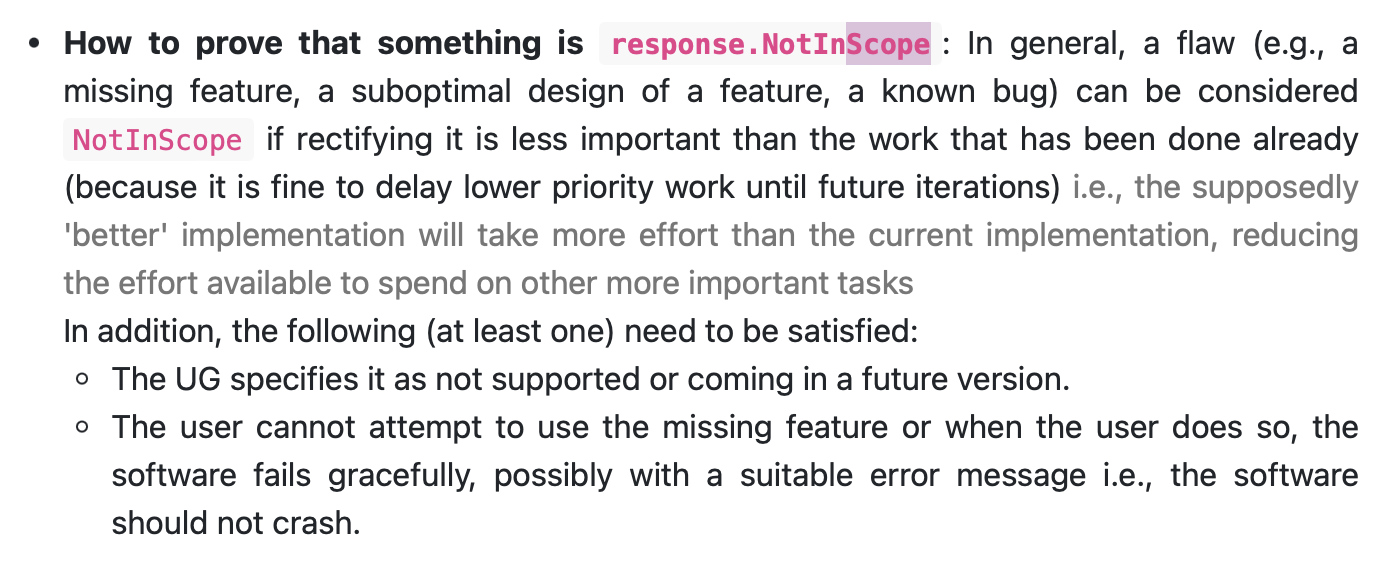 • How to prove that something is response.NotInScope : In general, a flaw (e.g., a
missing feature, a suboptimal design of a feature, a known bug) can be considered
NotInScope if rectifying it is less important than the work that has been done already
(because it is fine to delay lower priority work until future iterations) i.e., the supposedly
'better' implementation will take more effort than the current implementation, reducing
the effort available to spend on other more important tasks
In addition, the following (at least one) need to be satisfied:
◦ The UG specifies it as not supported or coming in a future version.
◦ The user cannot attempt to use the missing feature or when the user does so, the
software fails gracefully, possibly with a suitable error message i.e., the software
should not crash.